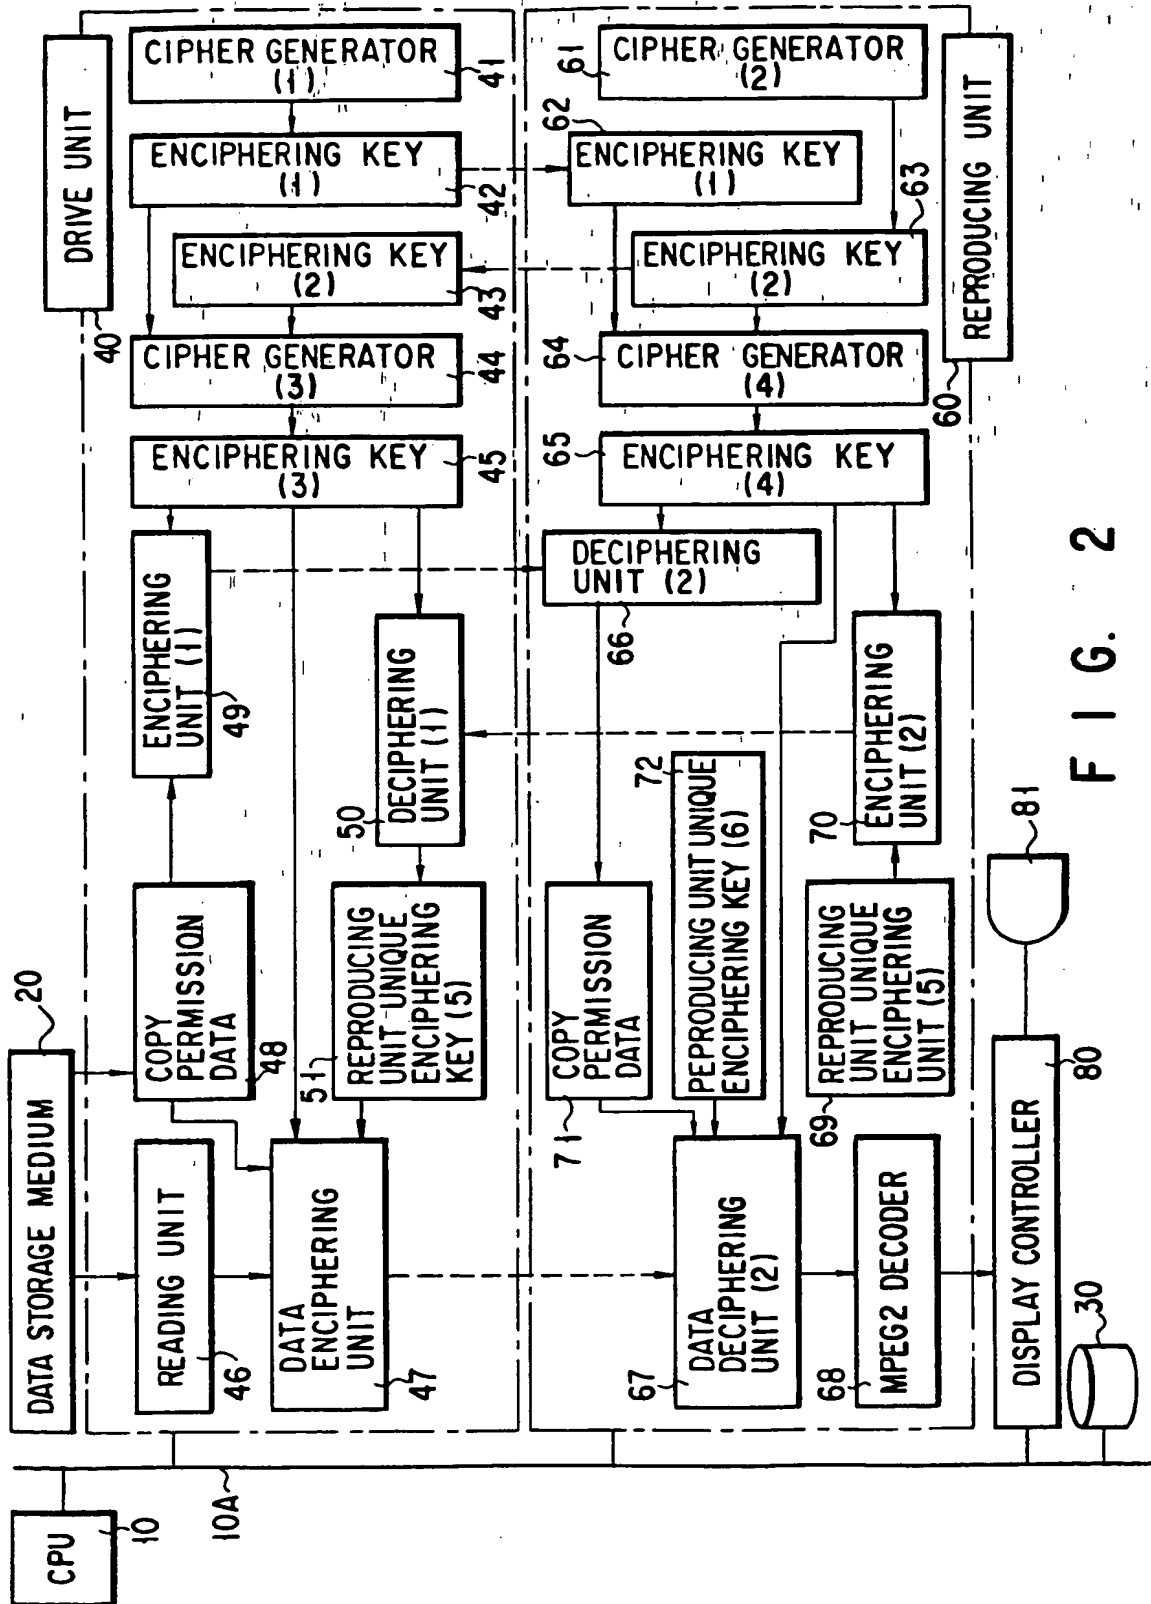 DRIVE UNIT
40
CIPHER GENERATOR
(1)
41
ENCIPHERING KEY
(1)
42
ENCIPHERING KEY
(2)
43
CIPHER GENERATOR
(3)
44
ENCIPHERING KEY
(3)
45
ENCIPHERING
UNIT (1)
49
DECIPHERING
UNIT (1)
50
DATA STORAGE MEDIUM
20
COPY
PERMISSION
DATA
48
REPRODUCING
UNIT UNIQUE
ENCIPHERING
KEY (5)
51
READING UNIT
46
DATA
ENCIPHERING
UNIT
47
CPU
10
10A
REPRODUCING UNIT
60
61
CIPHER GENERATOR
(2)
62
ENCIPHERING KEY
(1)
63
ENCIPHERING KEY
(2)
64
CIPHER GENERATOR
(4)
65
ENCIPHERING KEY
(4)
DECIPHERING
UNIT (2)
66
ENCIPHERING
UNIT (2)
70
COPY
PERMISSION
DATA
71
72
PEPRODUCING UNIT UNIQUE
ENCIPHERING KEY (6)
REPRODUCING
UNIT UNIQUE
ENCIPHERING
UNIT (5)
69
DATA
DECIPHERING
UNIT (2)
67
MPEG2 DECODER
68
DISPLAY CONTROLLER
80
81
30
FIG. 2